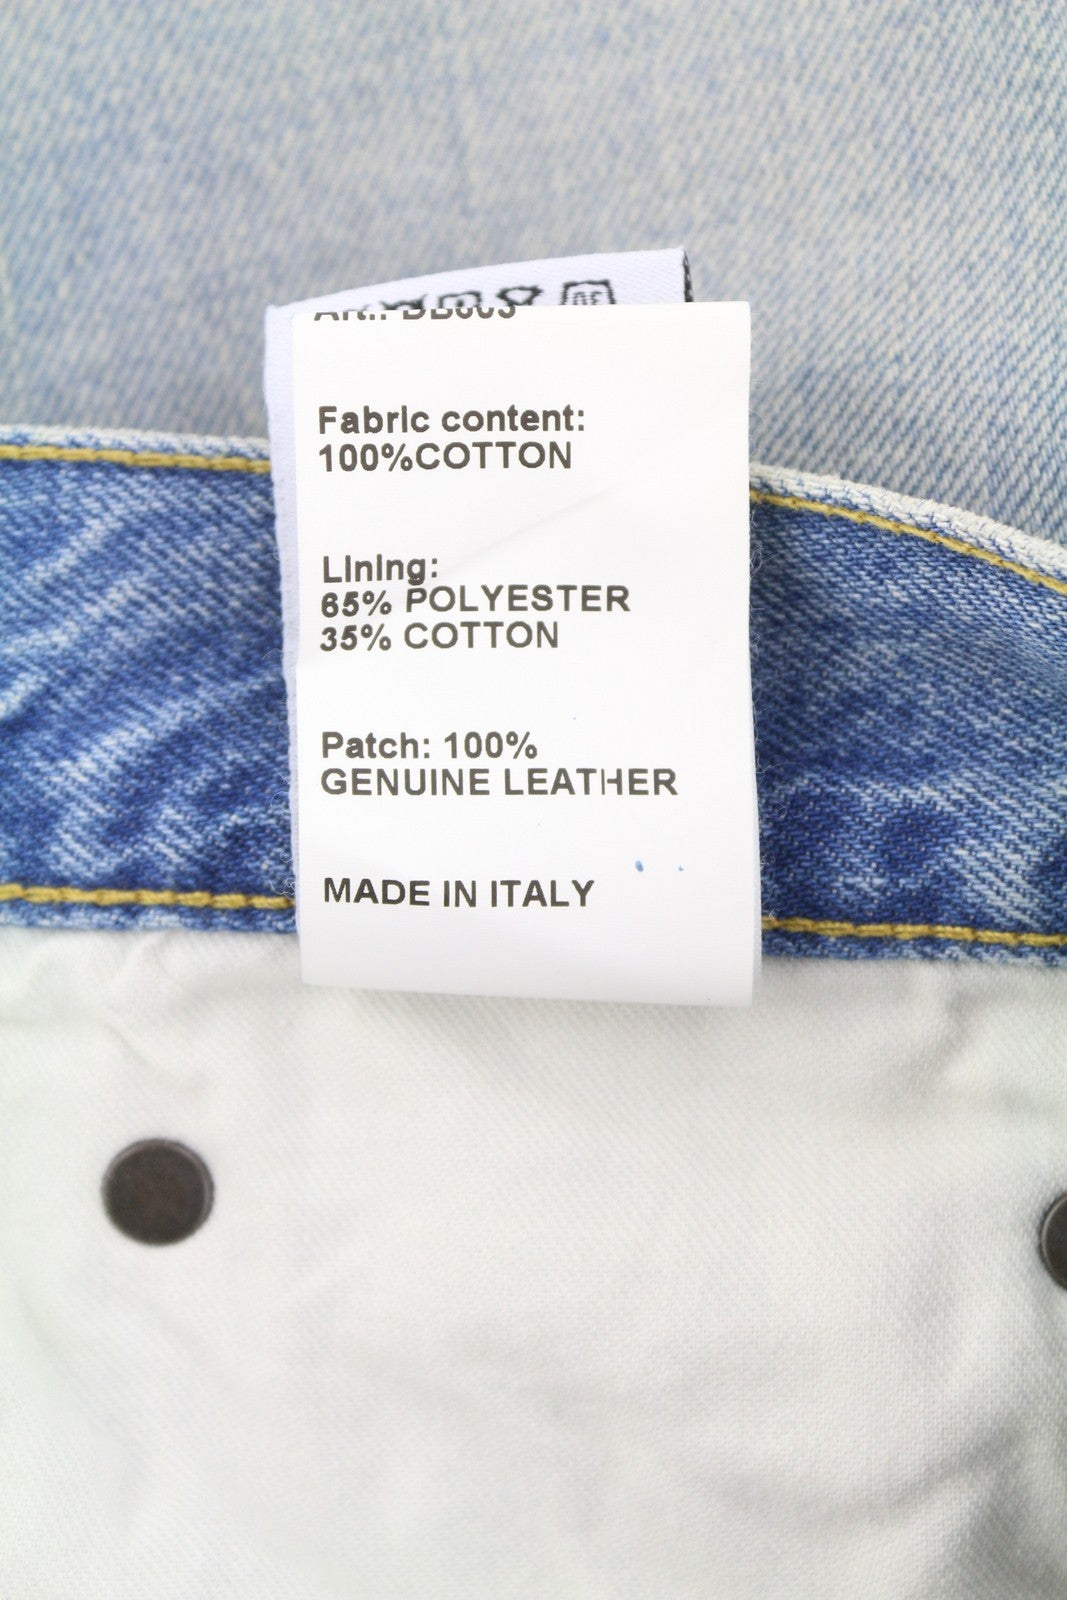 Fabric content:
100%COTTON
Lining:
65% POLYESTER
35% COTTON
Patch: 100%
GENUINE LEATHER
MADE IN ITALY